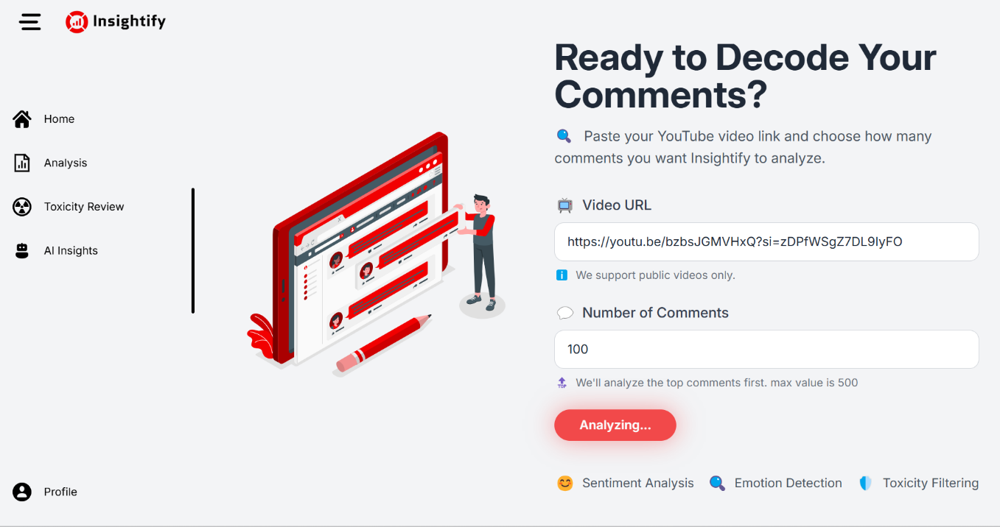 Insightify
Home
Analysis
Toxicity Review
AI Insights
Profile
Ready to Decode Your
Comments?
Paste your YouTube video link and choose how many
comments you want Insightify to analyze.
Video URL
https://youtu.be/bzbsJGMVHxQ?si=zDPfWSgZ7DL9IyFO
We support public videos only.
Number of Comments
100
TOP We'll analyze the top comments first. max value is 500
Analyzing...
Sentiment Analysis Emotion Detection Toxicity Filtering